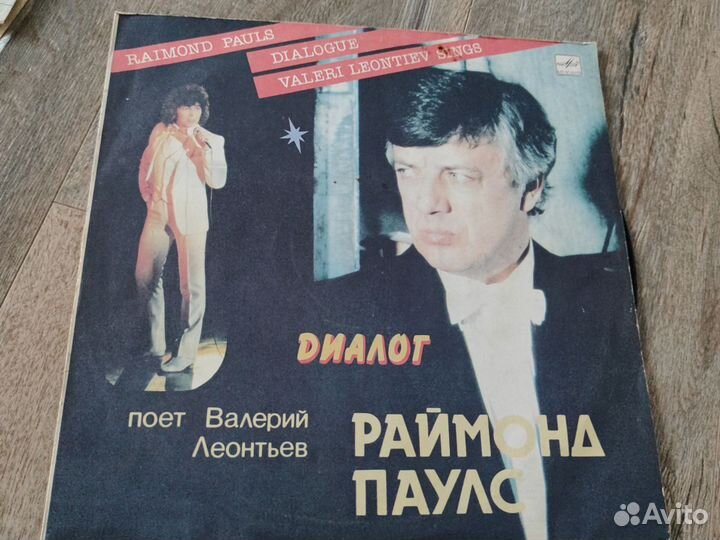 RAIMOND PAULS
DIALOGUE
VALERI LEONTIEV SINGS
ДИАЛОГ
поет Валерий
Леонтьев
РАЙМОНД
ПАУЛС
Avito